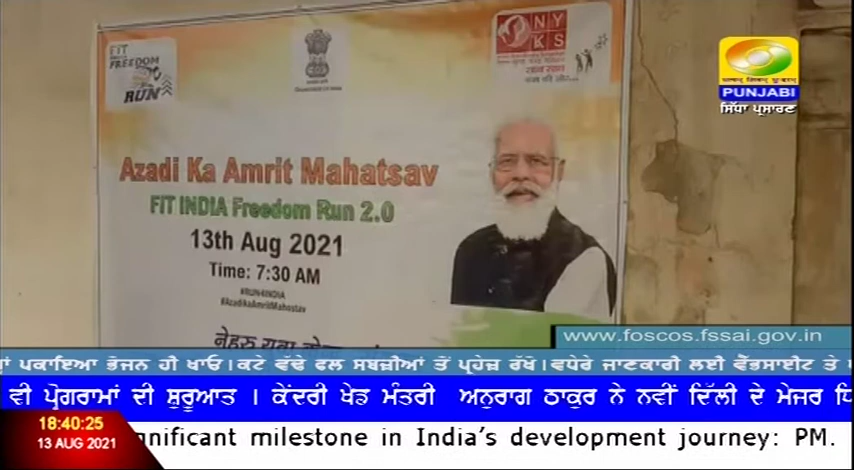 FIT
FREEDOM
RUN
NYKS
PUNJABI
ਸਿੱਧਾ ਪ੍ਰਸਾਰਣ
Azadi Ka Amrit Mahatsav
FIT INDIA Freedom Run 2.0
13th Aug 2021
Time: 7:30 AM
#RUN4INDIA
#AzadikaAmritMahostav
नेहरू युवा
www.foscos.fssai.gov.in
ਪਕਾਇਆ ਭੋਜਨ ਹੀ ਖਾਓ।ਕਟੇ ਵੱਢੇ ਫਲ ਸਬਜ਼ੀਆਂ ਤੋਂ ਪ੍ਰਹੇਜ਼ ਰੱਖੋ।ਵਧੇਰੇ ਜਾਣਕਾਰੀ ਲਈ ਵੈੱਬਸਾਈਟ ਤੇ
ਵੀ ਪ੍ਰੋਗਰਾਮਾਂ ਦੀ ਸ਼ੁਰੂਆਤ । ਕੇਂਦਰੀ ਖੇਡ ਮੰਤਰੀ ਅਨੁਰਾਗ ਠਾਕੁਰ ਨੇ ਨਵੀਂ ਦਿੱਲੀ ਦੇ ਮੇਜਰ ਧਿ
18:40:25
13 AUG 2021
gnificant milestone in India's development journey: PM.